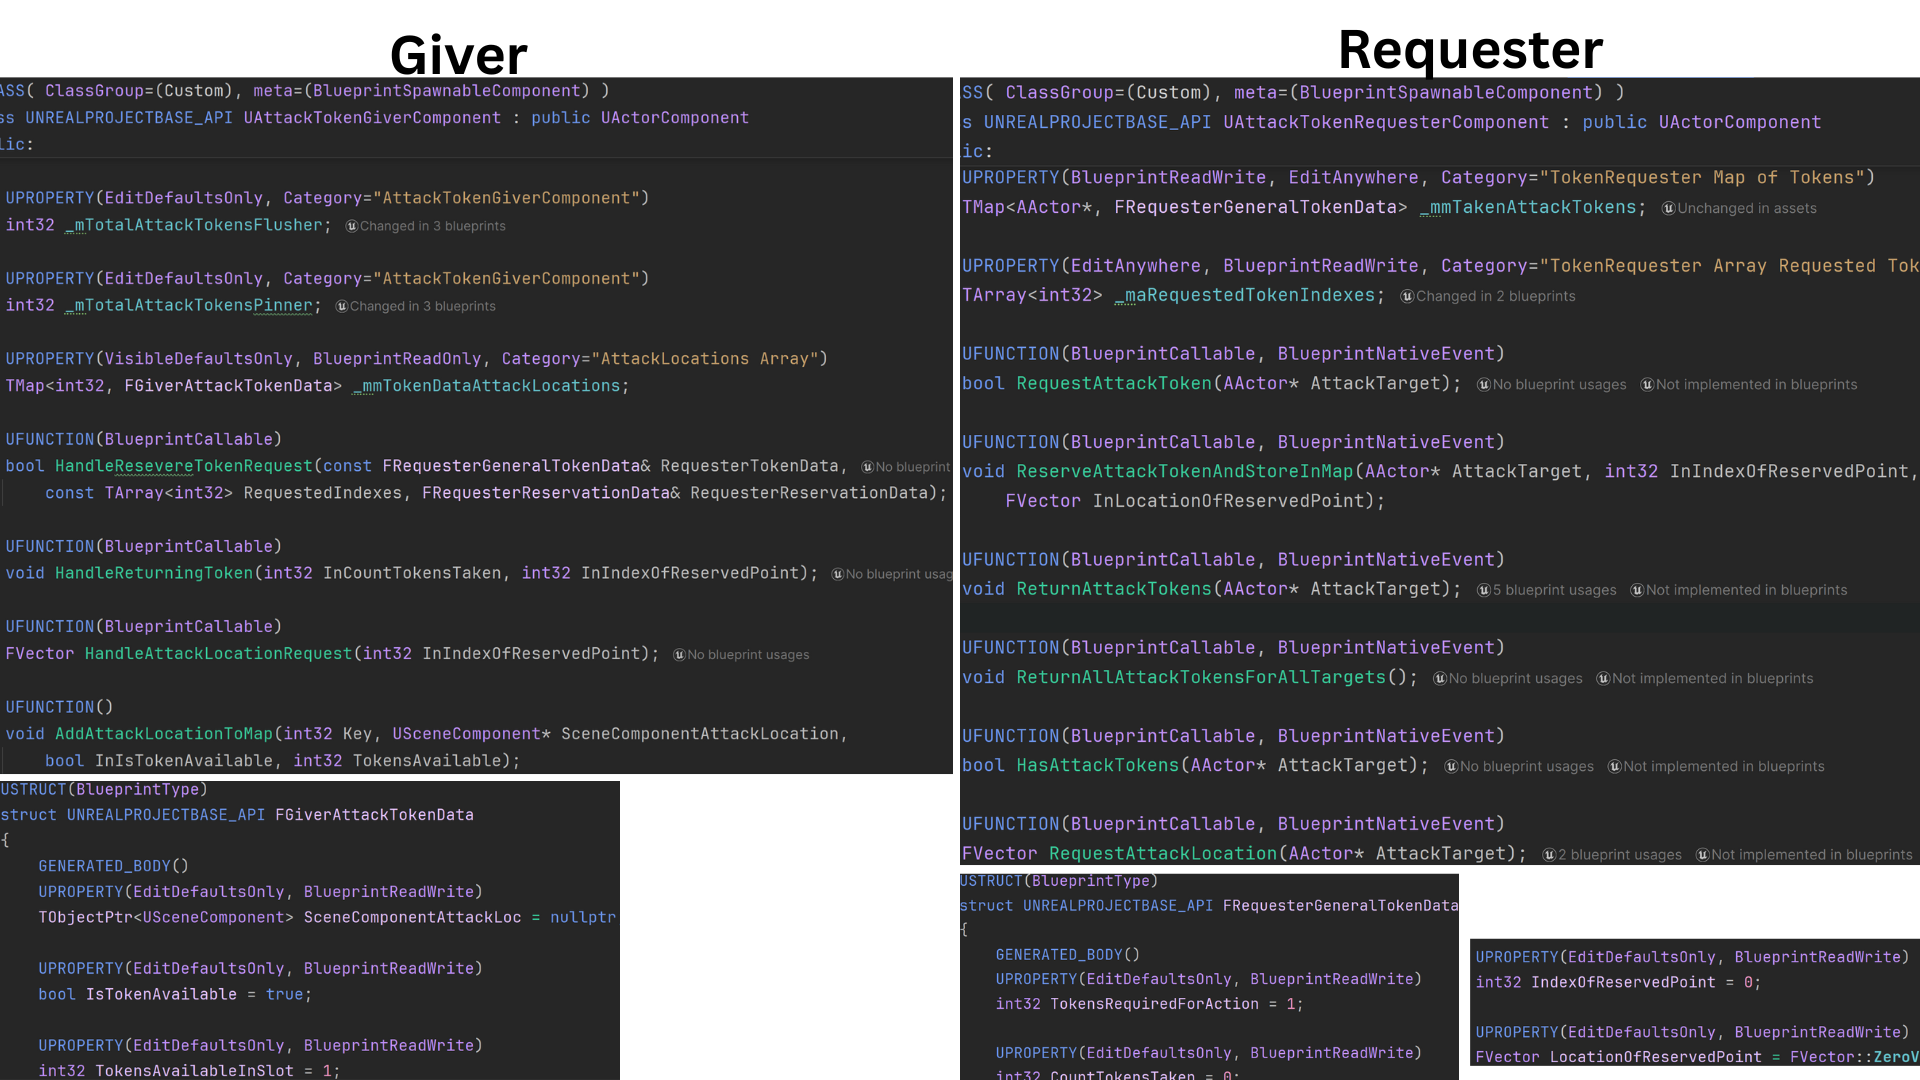 Giver
ASS( ClassGroup=(Custom), meta=(BlueprintSpawnableComponent) )
ss UNREALPROJECTBASE_API UAttackTokenGiverComponent : public UActorComponent
lic:
UPROPERTY(EditDefaultsOnly, Category="AttackTokenGiverComponent")
int32 _mTotalAttackTokensFlusher; Changed in 3 blueprints
UPROPERTY(EditDefaultsOnly, Category="AttackTokenGiverComponent")
int32 _mTotalAttackTokensPinner; Changed in 3 blueprints
UPROPERTY(VisibleDefaultsOnly, BlueprintReadOnly, Category="AttackLocations Array")
TMap<int32, FGiverAttackTokenData> _mmTokenDataAttackLocations;
UFUNCTION(BlueprintCallable)
bool HandleResevereTokenRequest(const FRequesterGeneralTokenData& RequesterTokenData, No blueprint
const TArray<int32> RequestedIndexes, FRequesterReservationData& RequesterReservationData);
UFUNCTION(BlueprintCallable)
void HandleReturningToken(int32 InCountTokensTaken, int32 InIndexOfReservedPoint); No blueprint usag
UFUNCTION(BlueprintCallable)
FVector HandleAttackLocationRequest(int32 InIndexOfReservedPoint); No blueprint usages
UFUNCTION()
void AddAttackLocationToMap(int32 Key, USceneComponent* SceneComponentAttackLocation,
bool InIsTokenAvailable, int32 TokensAvailable);
USTRUCT(BlueprintType)
struct UNREALPROJECTBASE_API FGiverAttackTokenData
{
GENERATED_BODY()
UPROPERTY(EditDefaultsOnly, BlueprintReadWrite)
TObjectPtr<USceneComponent> SceneComponentAttackLoc = nullptr
UPROPERTY(EditDefaultsOnly, BlueprintReadWrite)
bool IsTokenAvailable = true;
UPROPERTY(EditDefaultsOnly, BlueprintReadWrite)
int32 TokensAvailableInSlot = 1;
Requester
SS( ClassGroup=(Custom), meta=(BlueprintSpawnableComponent) )
s UNREALPROJECTBASE_API UAttackTokenRequesterComponent : public UActorComponent
ic:
UPROPERTY(BlueprintReadWrite, EditAnywhere, Category="TokenRequester Map of Tokens")
TMap<AActor*, FRequesterGeneralTokenData> _mmTakenAttackTokens; Unchanged in assets
UPROPERTY(EditAnywhere, BlueprintReadWrite, Category="TokenRequester Array Requested Tok
TArray<int32> _maRequestedTokenIndexes; Changed in 2 blueprints
UFUNCTION(BlueprintCallable, BlueprintNativeEvent)
bool RequestAttackToken(AActor* AttackTarget); No blueprint usages Not implemented in blueprints
UFUNCTION(BlueprintCallable, BlueprintNativeEvent)
void ReserveAttackTokenAndStoreInMap(AActor* AttackTarget, int32 InIndexOfReservedPoint,
FVector InLocationOfReservedPoint);
UFUNCTION(BlueprintCallable, BlueprintNativeEvent)
void ReturnAttackTokens(AActor* AttackTarget); 5 blueprint usages Not implemented in blueprints
UFUNCTION(BlueprintCallable, BlueprintNativeEvent)
void ReturnAllAttackTokensForAllTargets(); No blueprint usages Not implemented in blueprints
UFUNCTION(BlueprintCallable, BlueprintNativeEvent)
bool HasAttackTokens(AActor* AttackTarget); No blueprint usages Not implemented in blueprints
UFUNCTION(BlueprintCallable, BlueprintNativeEvent)
FVector RequestAttackLocation(AActor* AttackTarget); 2 blueprint usages Not implemented in blueprints
USTRUCT(BlueprintType)
struct UNREALPROJECTBASE_API FRequesterGeneralTokenData
{
GENERATED_BODY()
UPROPERTY(EditDefaultsOnly, BlueprintReadWrite)
int32 TokensRequiredForAction = 1;
UPROPERTY(EditDefaultsOnly, BlueprintReadWrite)
int32 CountTokensTaken = 0;
UPROPERTY(EditDefaultsOnly, BlueprintReadWrite)
int32 IndexOfReservedPoint = 0;
UPROPERTY(EditDefaultsOnly, BlueprintReadWrite)
FVector LocationOfReservedPoint = FVector::ZeroV